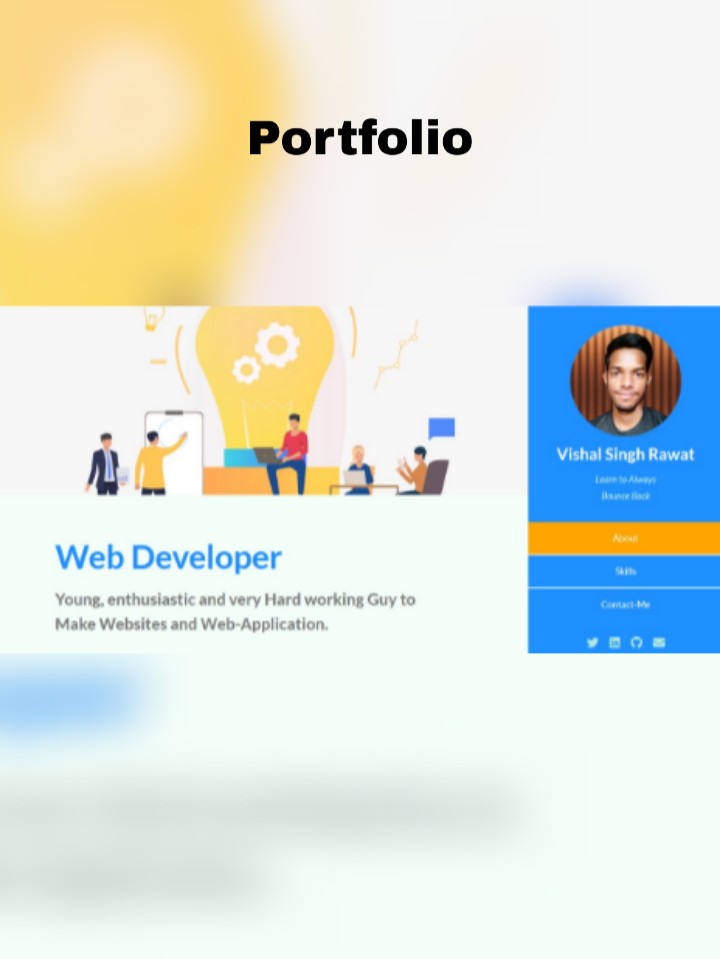 Portfolio
Web Developer
Young, enthusiastic and very Hard working Guy to
Make Websites and Web-Application.
Vishal Singh Rawat
Learn to Always
Bounce Back
About
Skills
Contact-Me